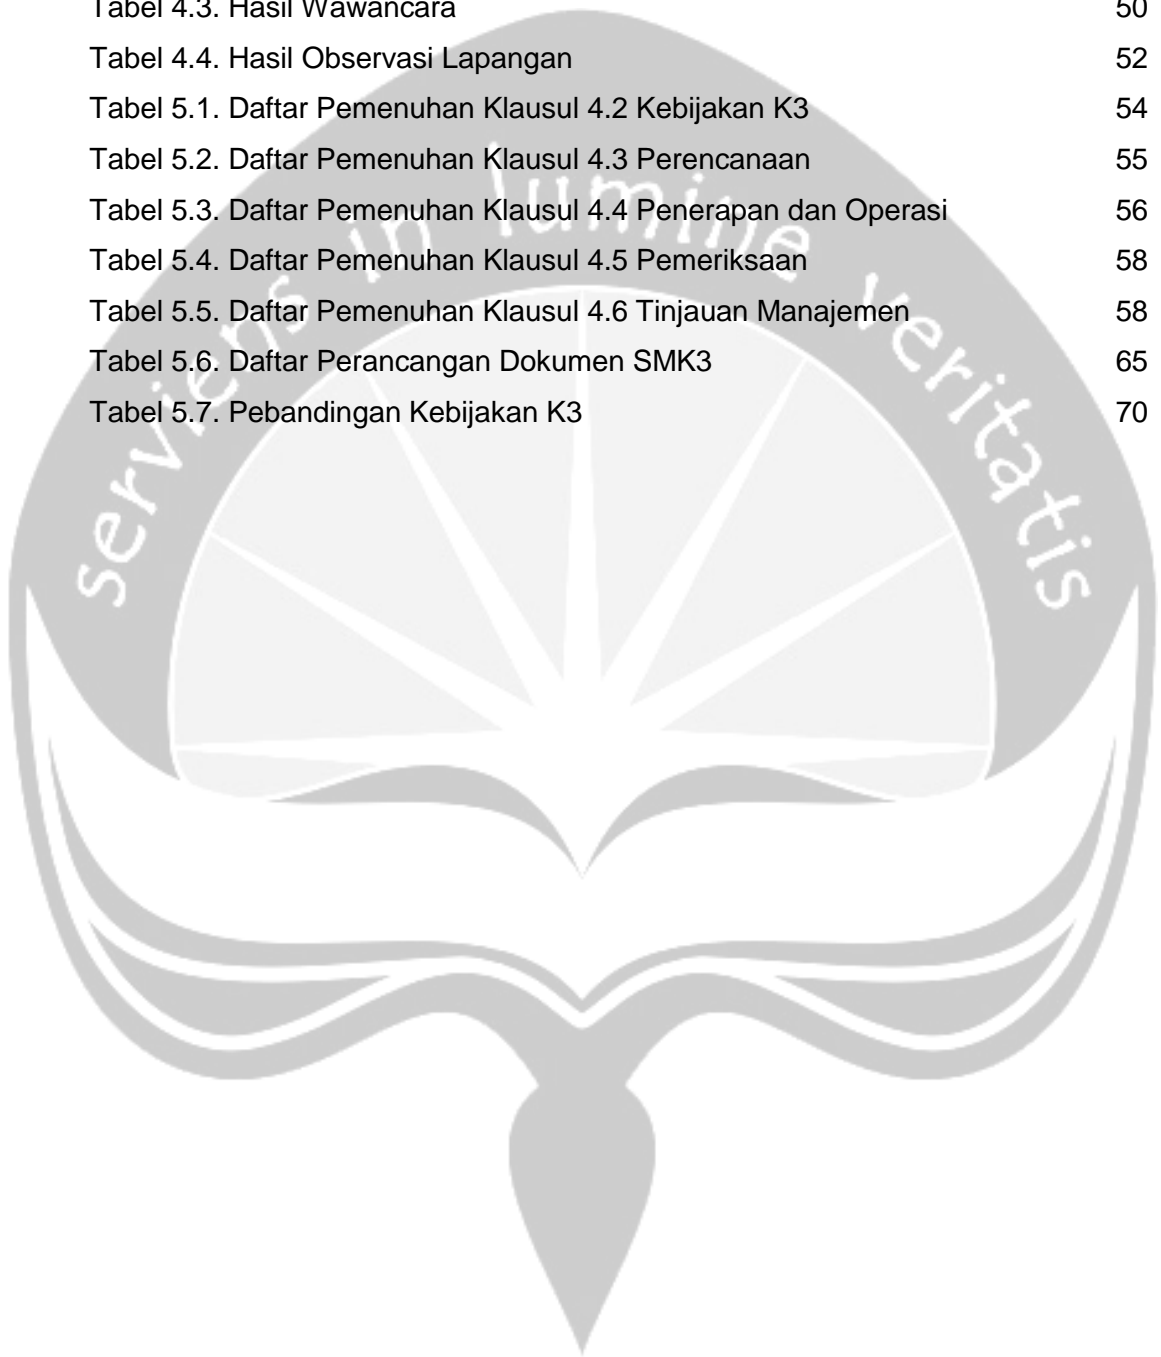 Tabel 4.3. Hasil Wawancara 50
Tabel 4.4. Hasil Observasi Lapangan 52
Tabel 5.1. Daftar Pemenuhan Klausul 4.2 Kebijakan K3 54
Tabel 5.2. Daftar Pemenuhan Klausul 4.3 Perencanaan 55
Tabel 5.3. Daftar Pemenuhan Klausul 4.4 Penerapan dan Operasi 56
Tabel 5.4. Daftar Pemenuhan Klausul 4.5 Pemeriksaan 58
Tabel 5.5. Daftar Pemenuhan Klausul 4.6 Tinjauan Manajemen 58
Tabel 5.6. Daftar Perancangan Dokumen SMK3 65
Tabel 5.7. Pebandingan Kebijakan K3 70
serviens in lumine veritatis